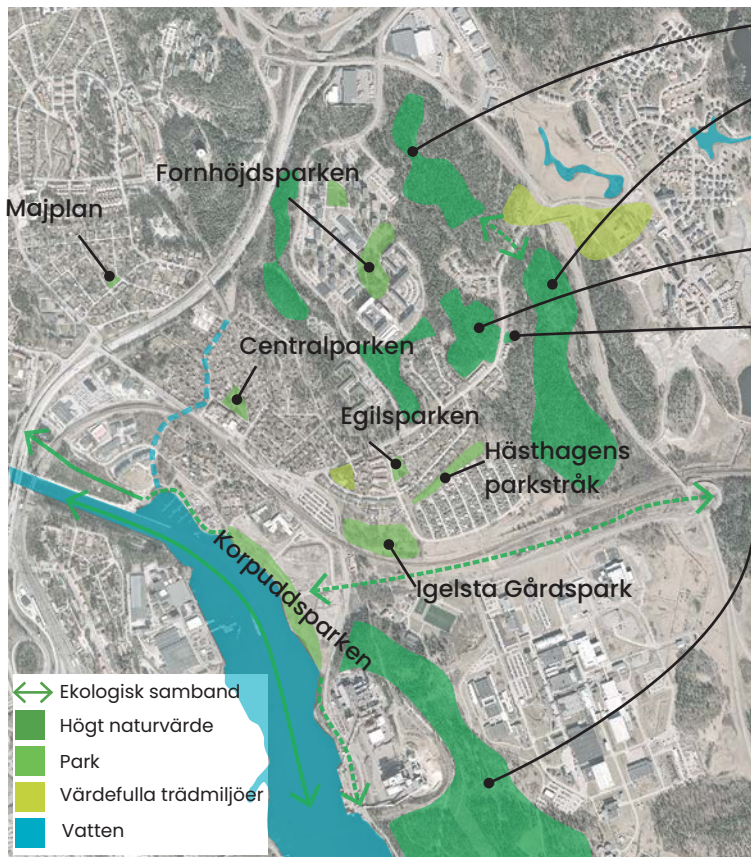 Fornhöjdsparken
Majplan
Centralparken
Egilsparken
Hästhagens
parkstråk
Igelsta Gårdspark
Korpuddsparken
Ekologisk samband
Högt naturvärde
Park
Värdefulla trädmiljöer
Vatten